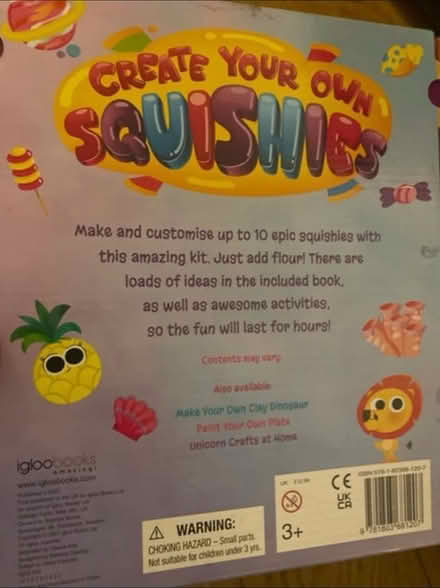 CREATE YOUR OWN
SQUISHIES
Make and customise up to 10 epic squishies with
this amazing kit. Just add flour! There are
loads of ideas in the included book,
as well as awesome activities,
so the fun will last for hours!
Contents may vary.
Also available:
Make Your Own Clay Dinosaur
Paint Your Own Plate
Unicorn Crafts at Home
igloobooks
www.igloobooks.com
WARNING:
CHOKING HAZARD – Small parts.
Not suitable for children under 3 yrs.
CE
UK
CA
3+
9 781803 681207